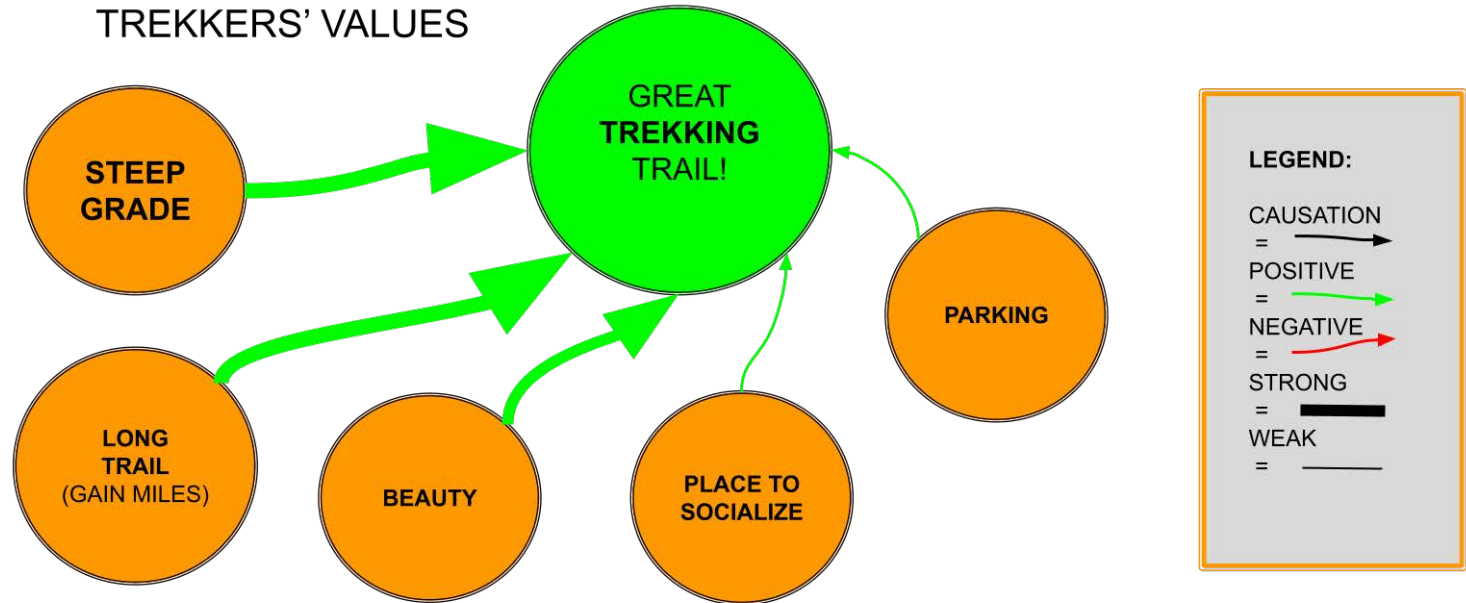 TREKKERS’ VALUES
GREAT
TREKKING
TRAIL!
STEEP
GRADE
LONG
TRAIL
(GAIN MILES)
BEAUTY
PLACE TO
SOCIALIZE
PARKING
LEGEND:
CAUSATION
=
POSITIVE
=
NEGATIVE
=
STRONG
=
WEAK
=